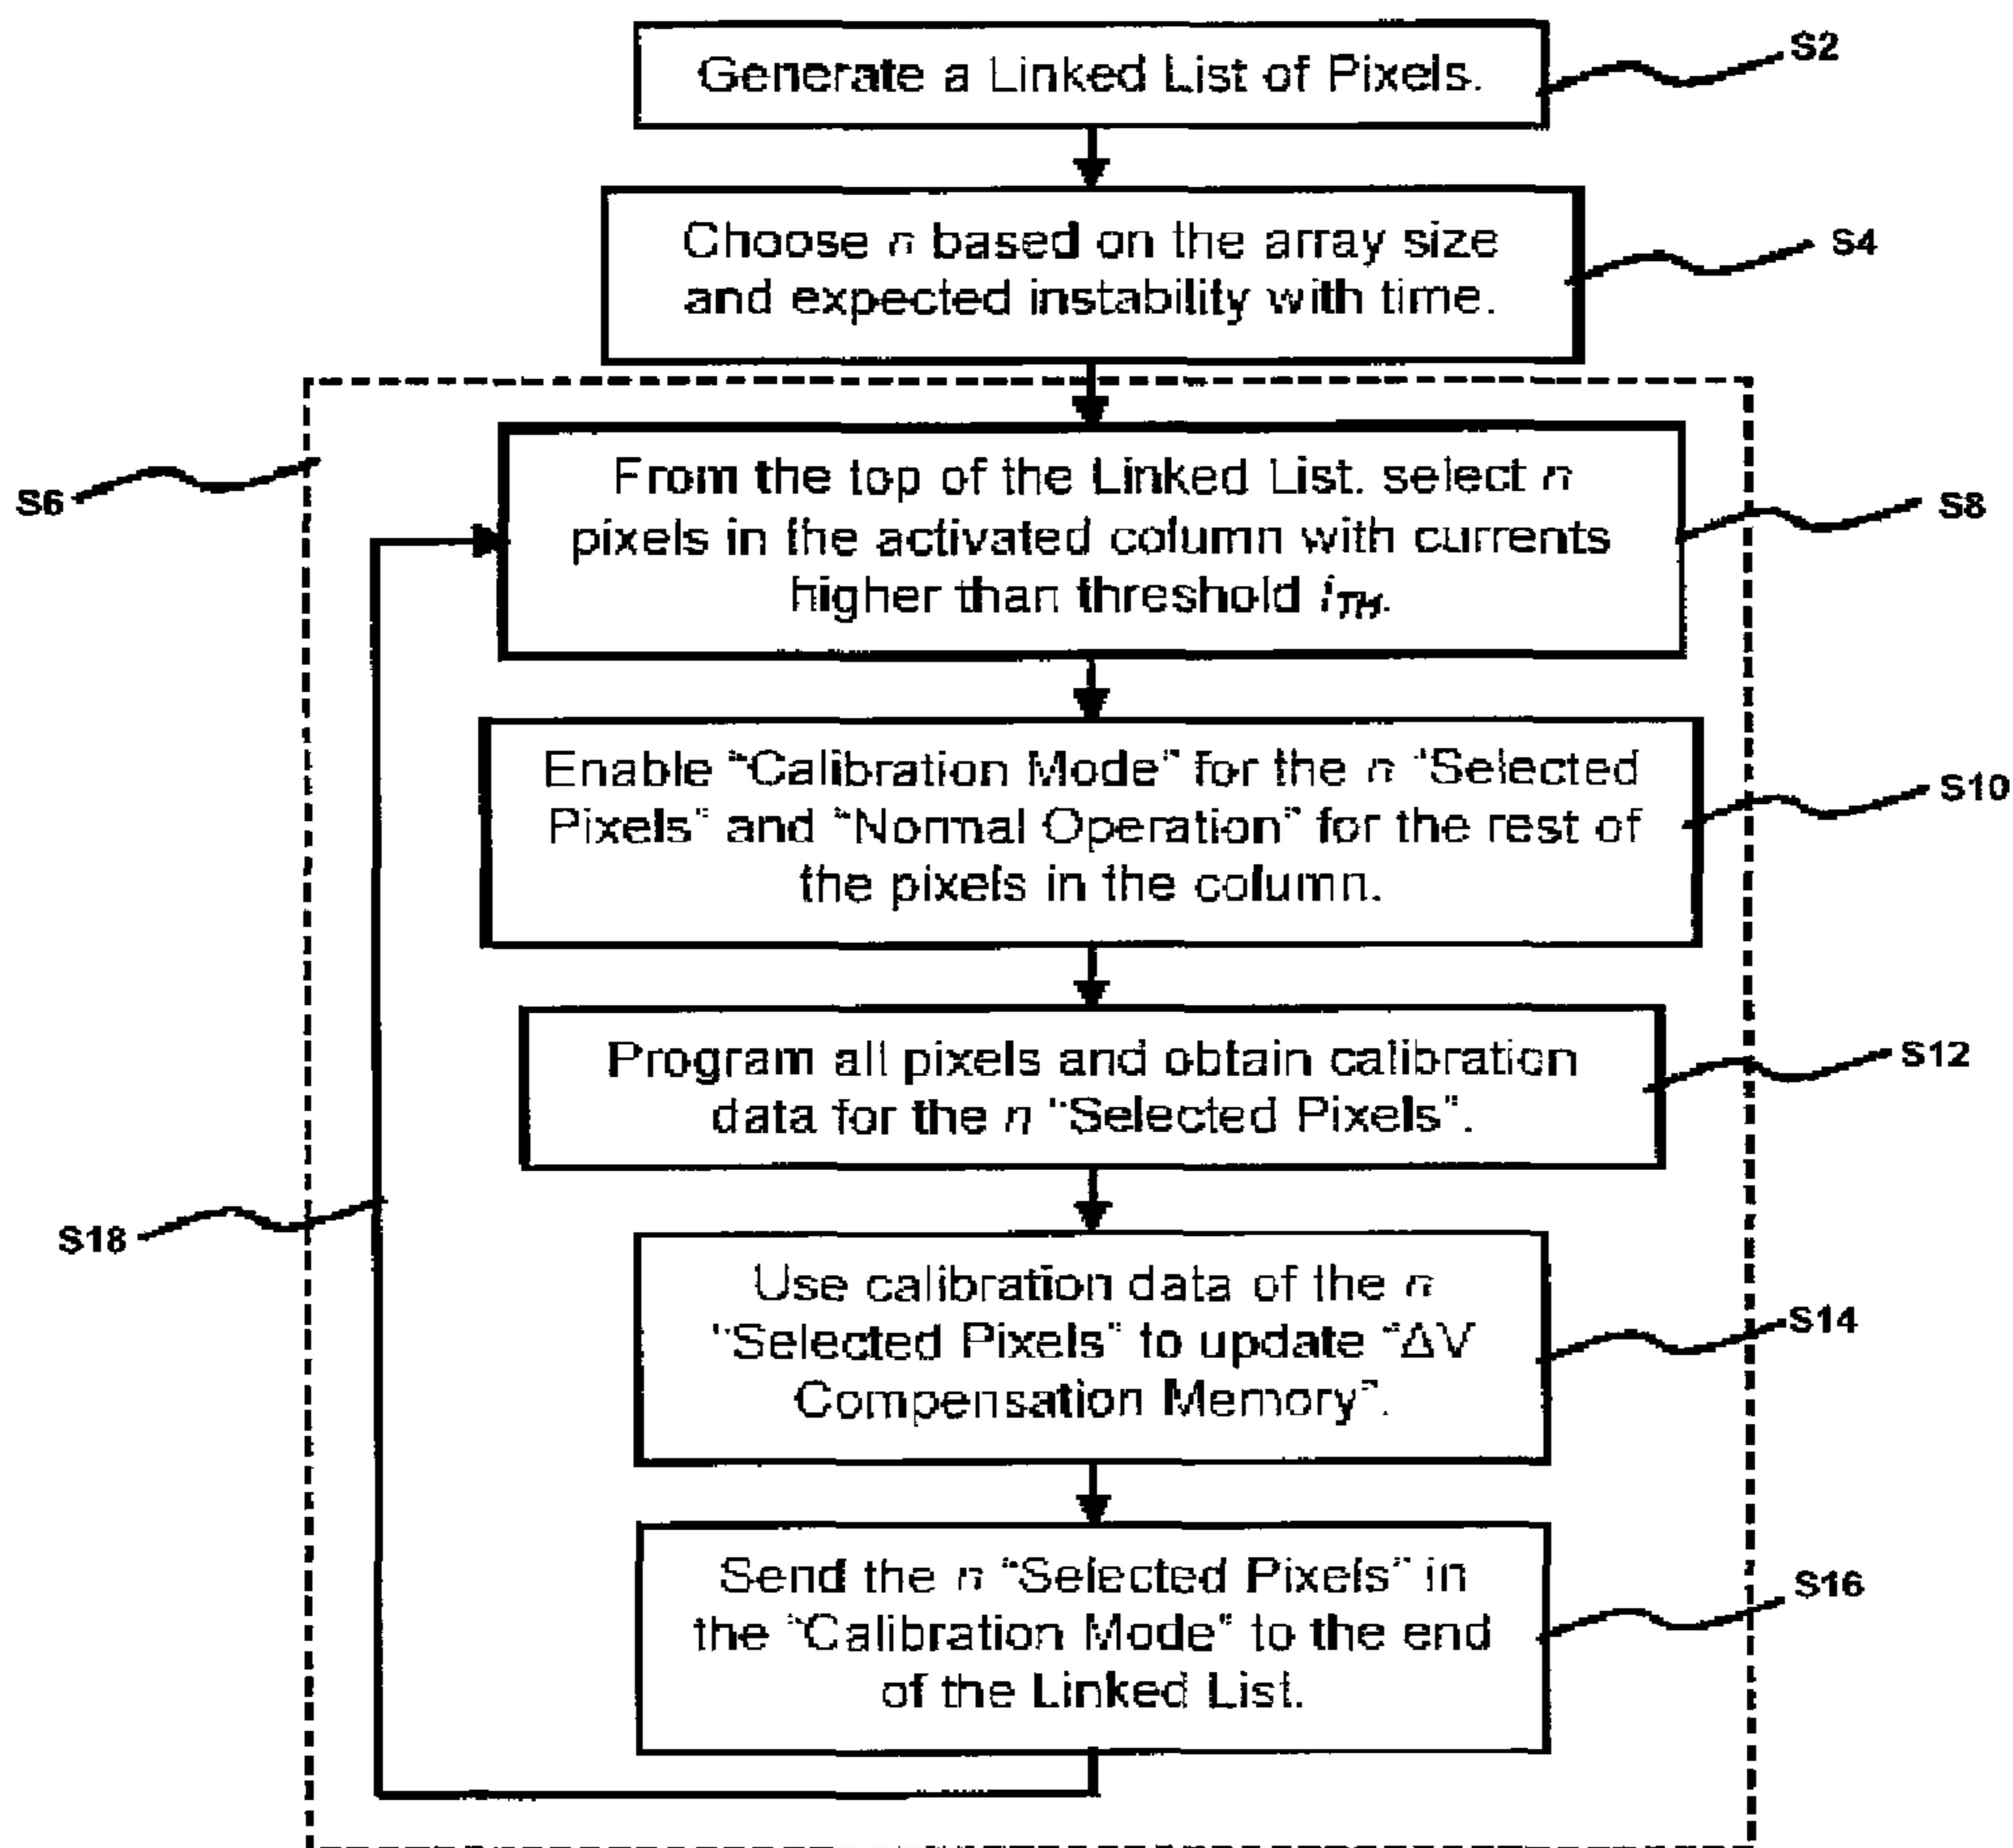 Generate a Linked List of Pixels.
S2
Choose n based on the array size
and expected instability with time.
S4
S6
From the top of the Linked List. select n
pixels in the activated column with currents
higher than threshold iTH.
S8
Enable “Calibration Mode” for the n “Selected
Pixels” and “Normal Operation” for the rest of
the pixels in the column.
S10
Program all pixels and obtain calibration
data for the n “Selected Pixels”.
S12
S18
Use calibration data of the n
“Selected Pixels” to update “ΔV
Compensation Memory”.
S14
Send the n “Selected Pixels” in
the “Calibration Mode” to the end
of the Linked List.
S16